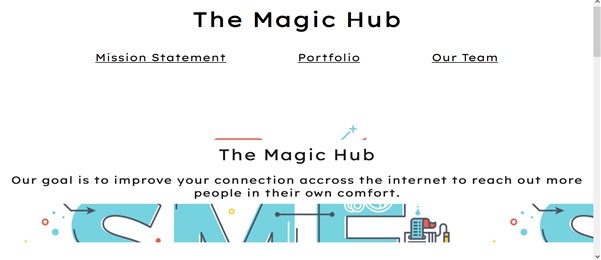 The Magic Hub
Mission Statement Portfolio Our Team
The Magic Hub
Our goal is to improve your connection accross the internet to reach out more
people in their own comfort.
SME